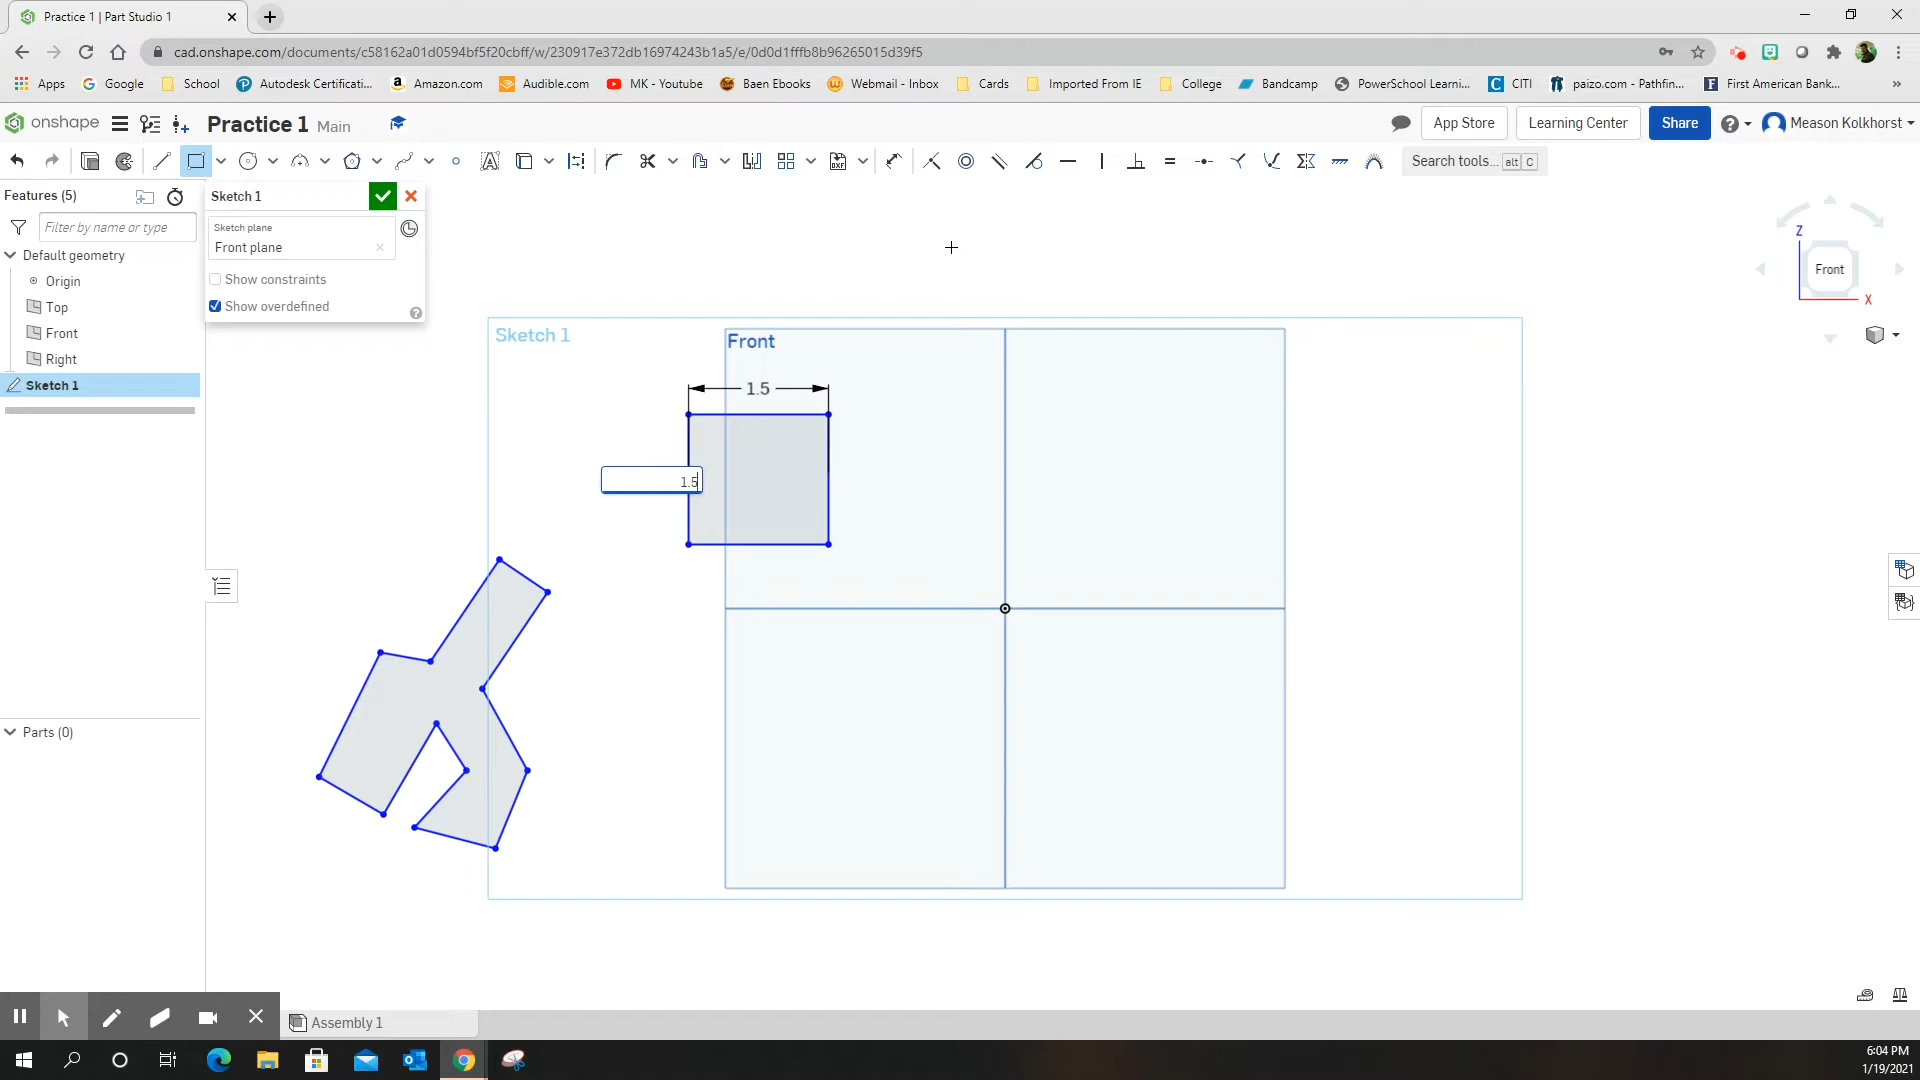 Practice 1 | Part Studio 1
cad.onshape.com/documents/c58162a01d0594bf5f20cbff/w/230917e372db16974243b1a5/e/0d0d1fffb8b96265015d39f5
Apps
Google
School
Autodesk Certificati...
Amazon.com
Audible.com
MK - Youtube
Baen Ebooks
Webmail - Inbox
Cards
Imported From IE
College
Bandcamp
PowerSchool Learni...
CITI
paizo.com - Pathfin...
First American Bank...
»
onshape
Practice 1 Main
App Store
Learning Center
Share
Measen Kolkhorst
Search tools... alt C
Features (5)
Filter by name or type
Default geometry
Origin
Top
Front
Right
Sketch 1
Parts (0)
Sketch 1
Sketch plane
Front plane
Show constraints
Show overdefined
Sketch 1
Front
1.5
1.5
Z
Front
X
Assembly 1
6:04 PM
1/19/2021